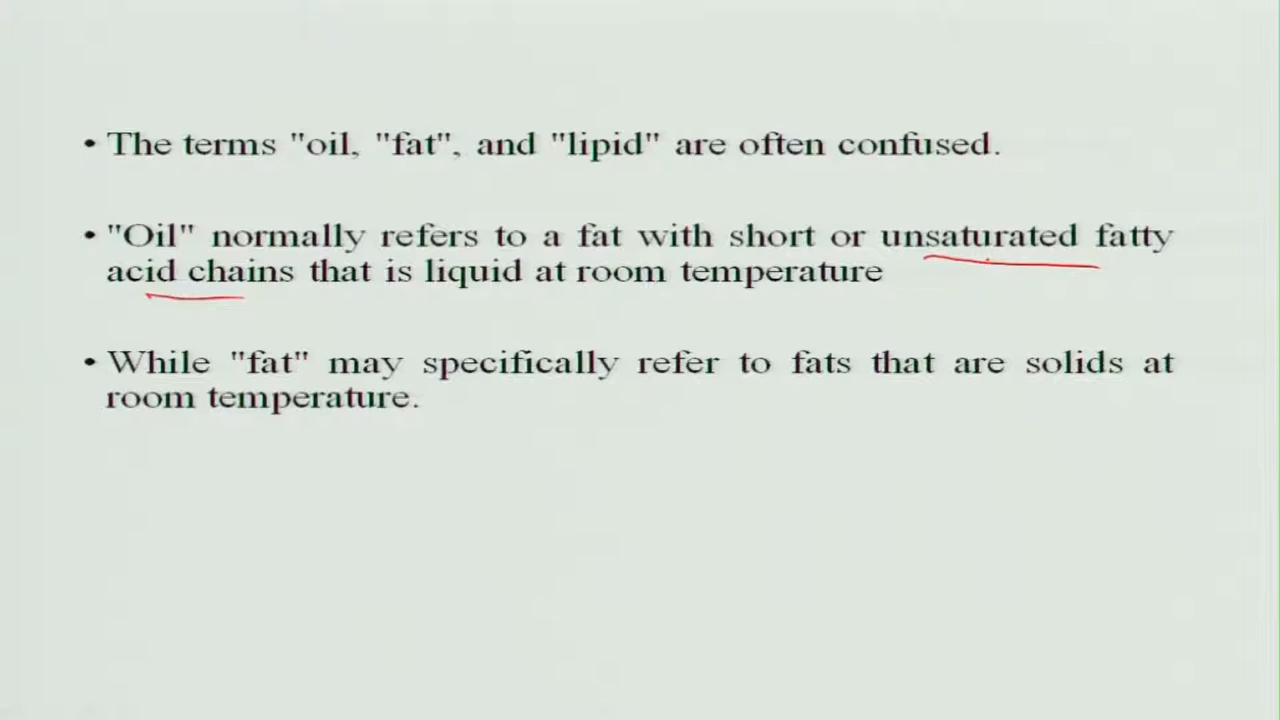 • The terms "oil, "fat", and "lipid" are often confused.
• "Oil" normally refers to a fat with short or unsaturated fatty
acid chains that is liquid at room temperature
• While "fat" may specifically refer to fats that are solids at
room temperature.